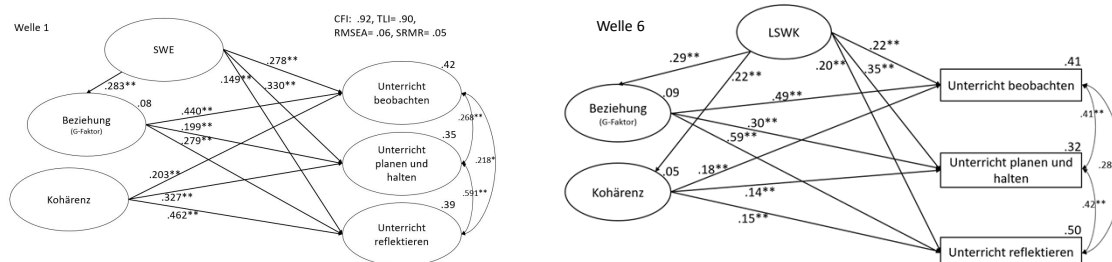 Welle 1
CFI: .92, TLI= .90,
RMSEA= .06, SRMR= .05
SWE
.278**
.149**
.330**
.283**
.42
Unterricht
beobachten
.08
Beziehung
(G-Faktor)
.440**
.199**
.279**
.268**
.35
Unterricht
planen und
halten
.218*
.203**
Kohärenz
.327**
.462**
.591**
.39
Unterricht
reflektieren
Welle 6
LSWK
.29**
.22**
.22**
.20**
.35**
.41
Unterricht beobachten
.09
Beziehung
(G-Faktor)
.49**
.30**
.59**
.41**
.32
Unterricht planen und
halten
.28
.05
Kohärenz
.18**
.14**
.15**
.42**
.50
Unterricht reflektieren